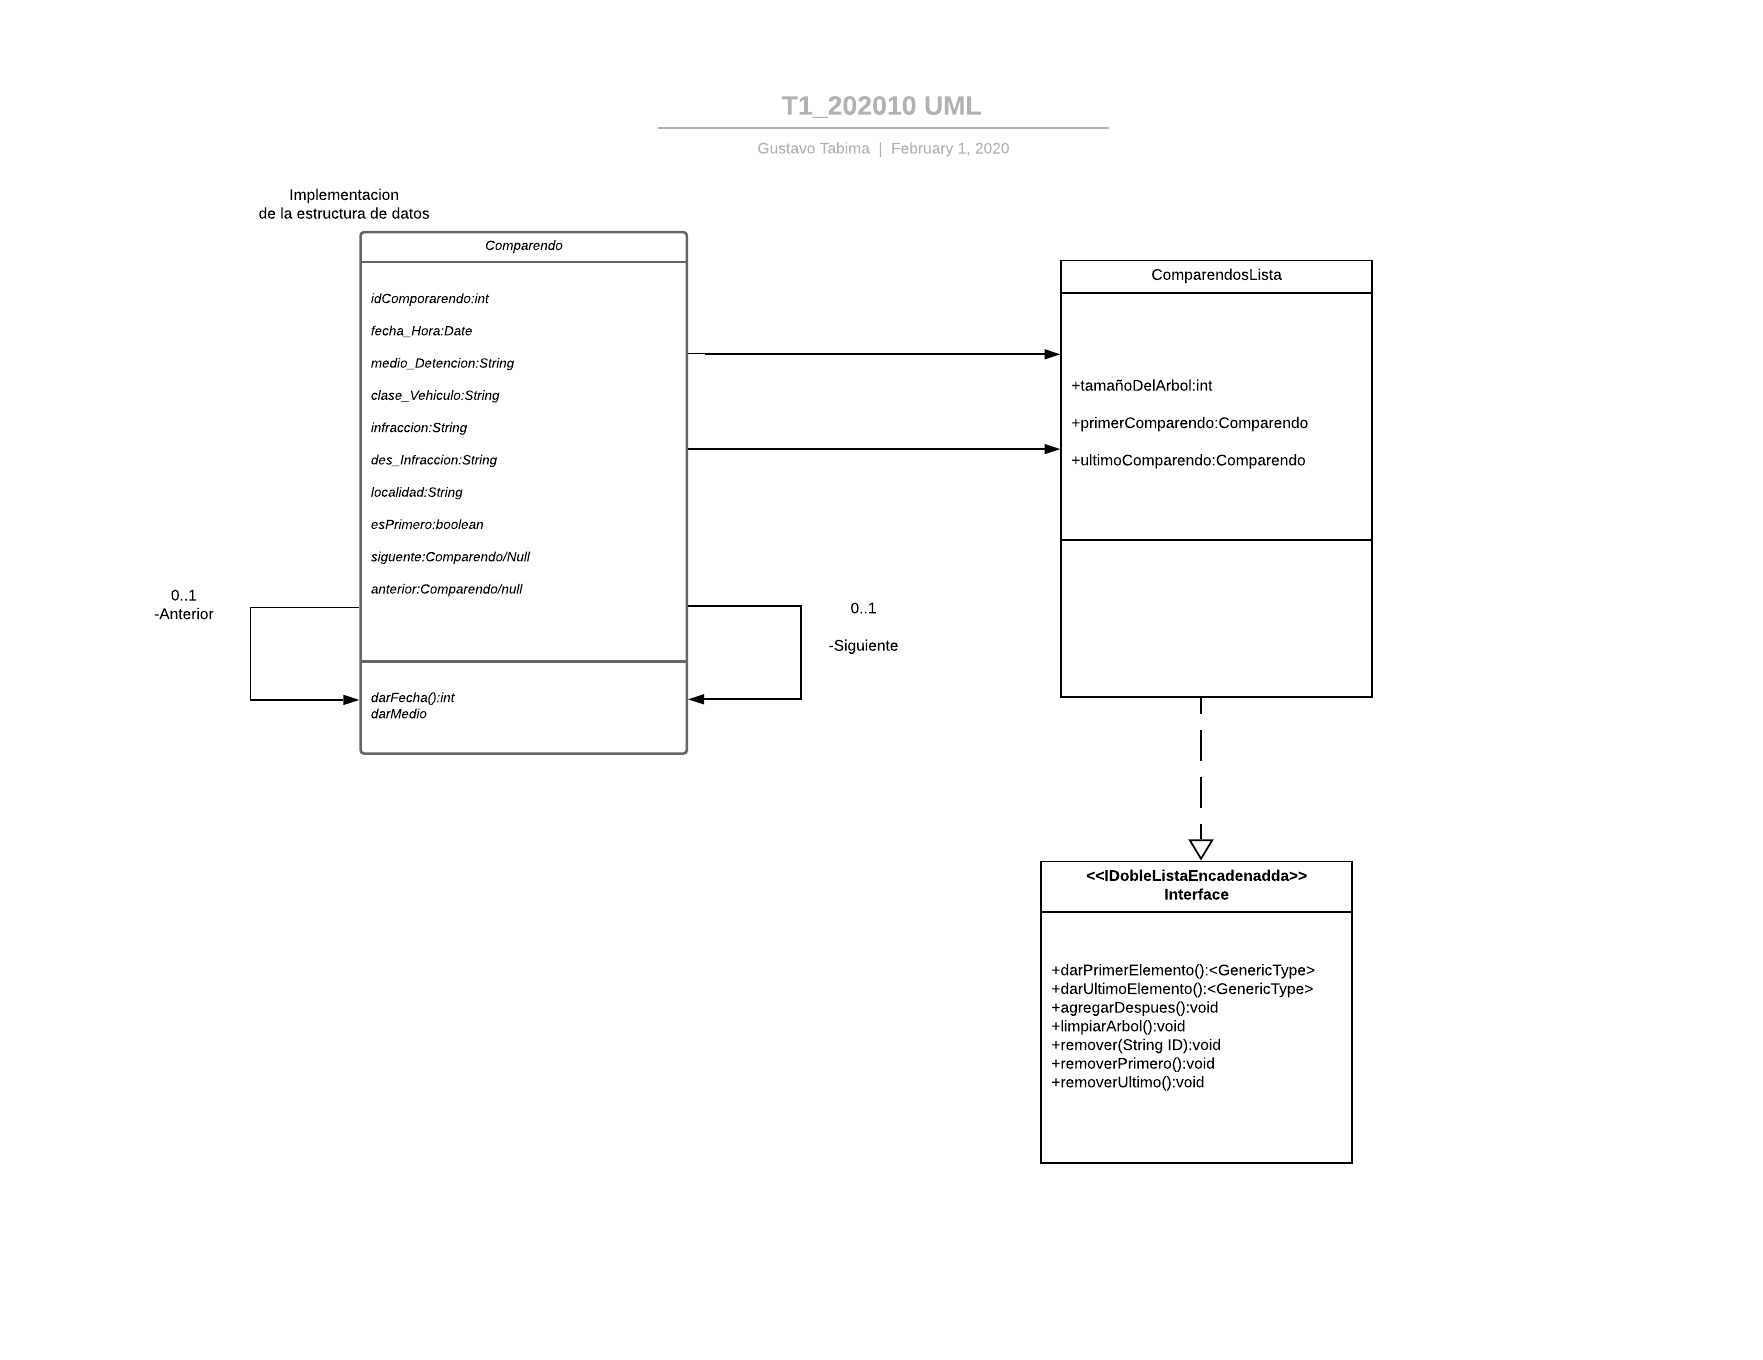 T1_202010 UML
Gustavo Tabima | February 1, 2020
Implementacion
de la estructura de datos
Comparendo
idComporarendo:int
fecha_Hora:Date
medio_Detencion:String
clase_Vehiculo:String
infraccion:String
des_Infraccion:String
localidad:String
esPrimero:boolean
siguente:Comparendo/Null
anterior:Comparendo/null
darFecha():int
darMedio
0..1
-Anterior
0..1
-Siguiente
ComparendosLista
+tamañoDelArbol:int
+primerComparendo:Comparendo
+ultimoComparendo:Comparendo
<<IDobleListaEncadenadda>>
Interface
+darPrimerElemento():<GenericType>
+darUltimoElemento():<GenericType>
+agregarDespues():void
+limpiarArbol():void
+remover(String ID):void
+removerPrimero():void
+removerUltimo():void